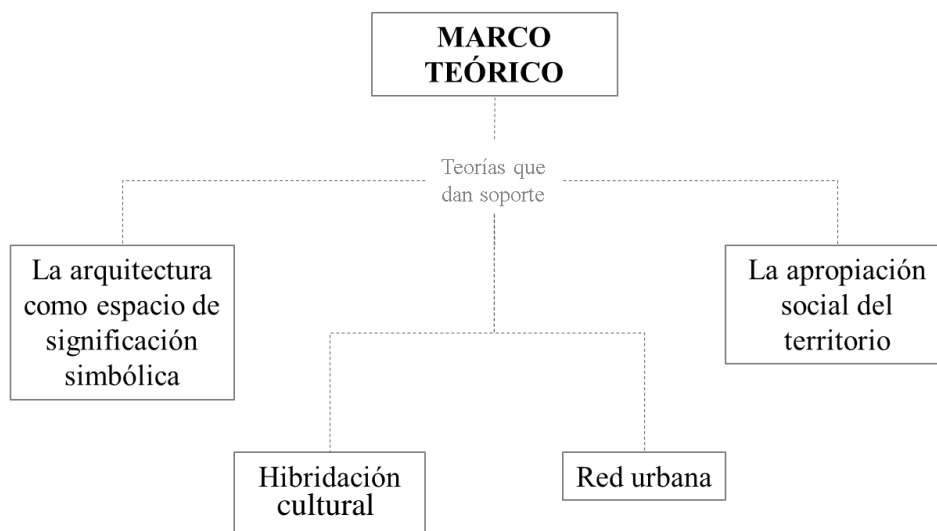 MARCO
TEÓRICO
Teorías que
dan soporte
La arquitectura
como espacio de
significación
simbólica
La apropiación
social del
territorio
Hibridación
cultural
Red urbana